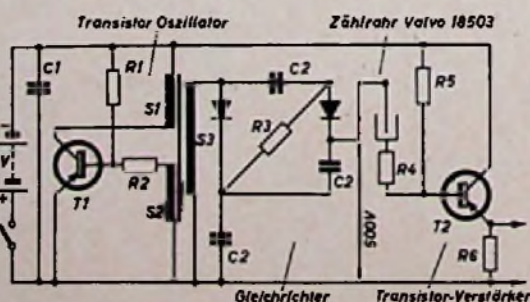 Transistor Oszillator
Zählrohr Valvo 18503
C1
R1
S1
C2
R5
R3
S3
V
R4
R2
C2
T1
S2
500V
T2
C2
R6
Gleichrichter
Transistor-Verstärker